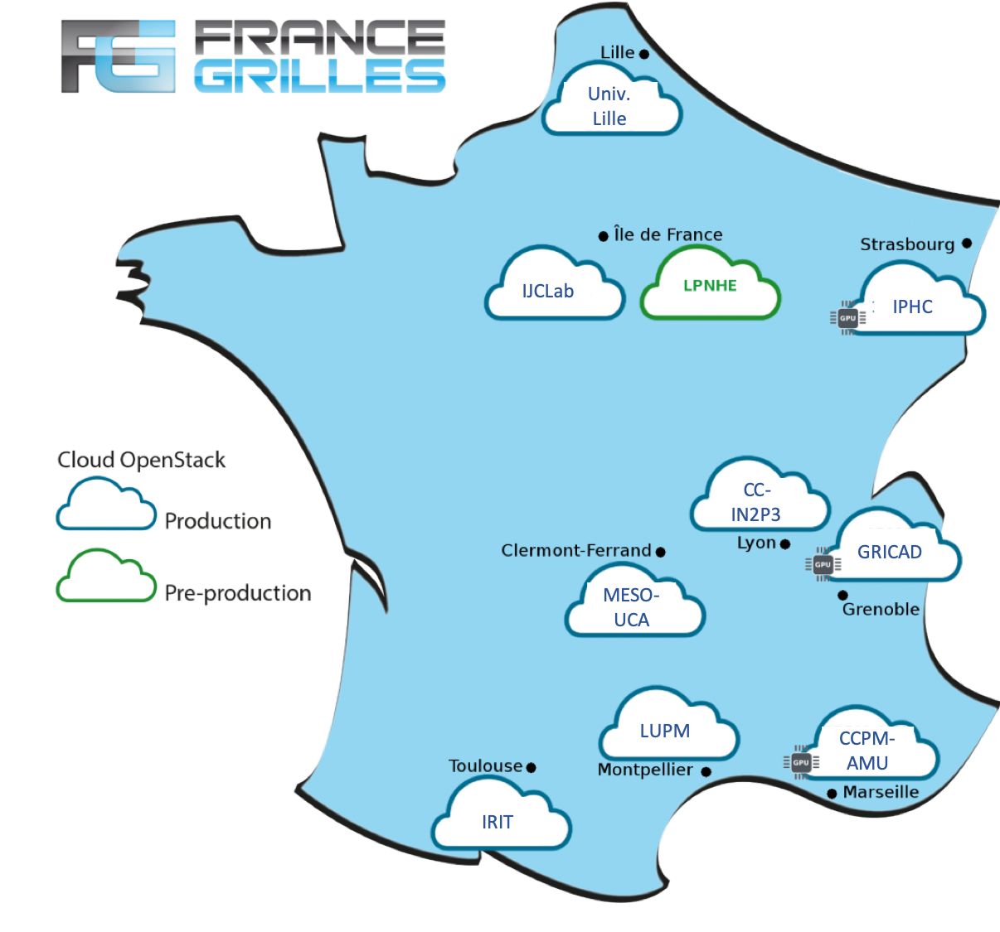 FG FRANCE
GRILLES
Lille
Univ.
Lille
Île de France
Strasbourg
IJCLab
LPNHE
IPHC
GPU
Cloud OpenStack
Production
Pre-production
CC-
IN2P3
Lyon
Clermont-Ferrand
GRICAD
GPU
Grenoble
MESO-
UCA
LUPM
Montpellier
CCPM-
AMU
GPU
Marseille
Toulouse
IRIT